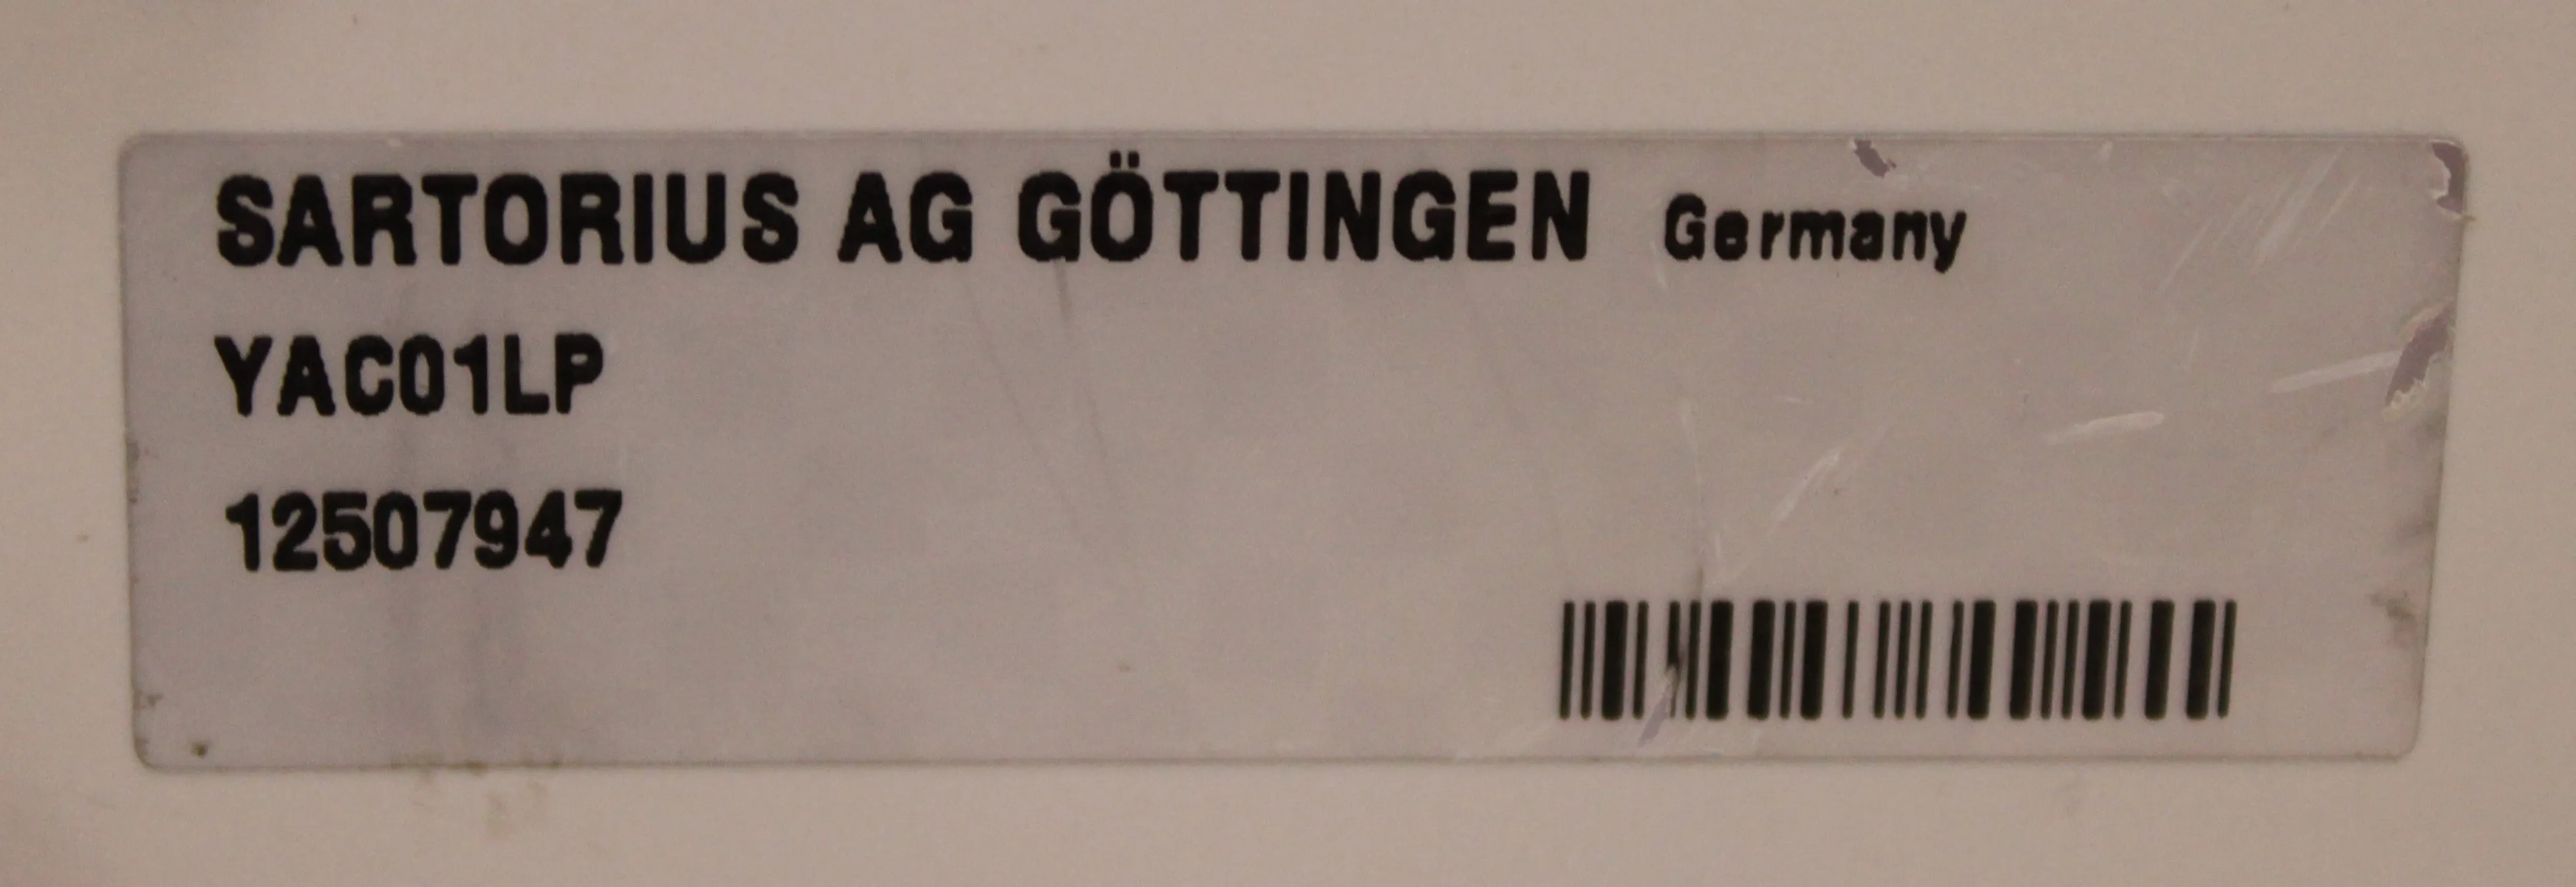 SARTORIUS AG GÖTTINGEN Germany
YAC01LP
12507947